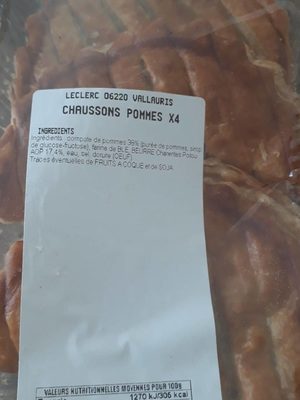 LECLERC 06220 VALLAURIS
CHAUSSONS POMMES X4
INGREDIENTS
Ingrédients : compote de pommes 39% (purée de pommes, sirop
de glucose-fructose), farine de BLE, BEURRE Charentes Poitou
AOP 17.4%, eau, sel, dorure (OEUF)
Traces éventuelles de FRUITS A COQUE et de SOJA
VALEURS NUTRITIONNELLES MOYENNES POUR 100g
1270 kJ/305 kcal